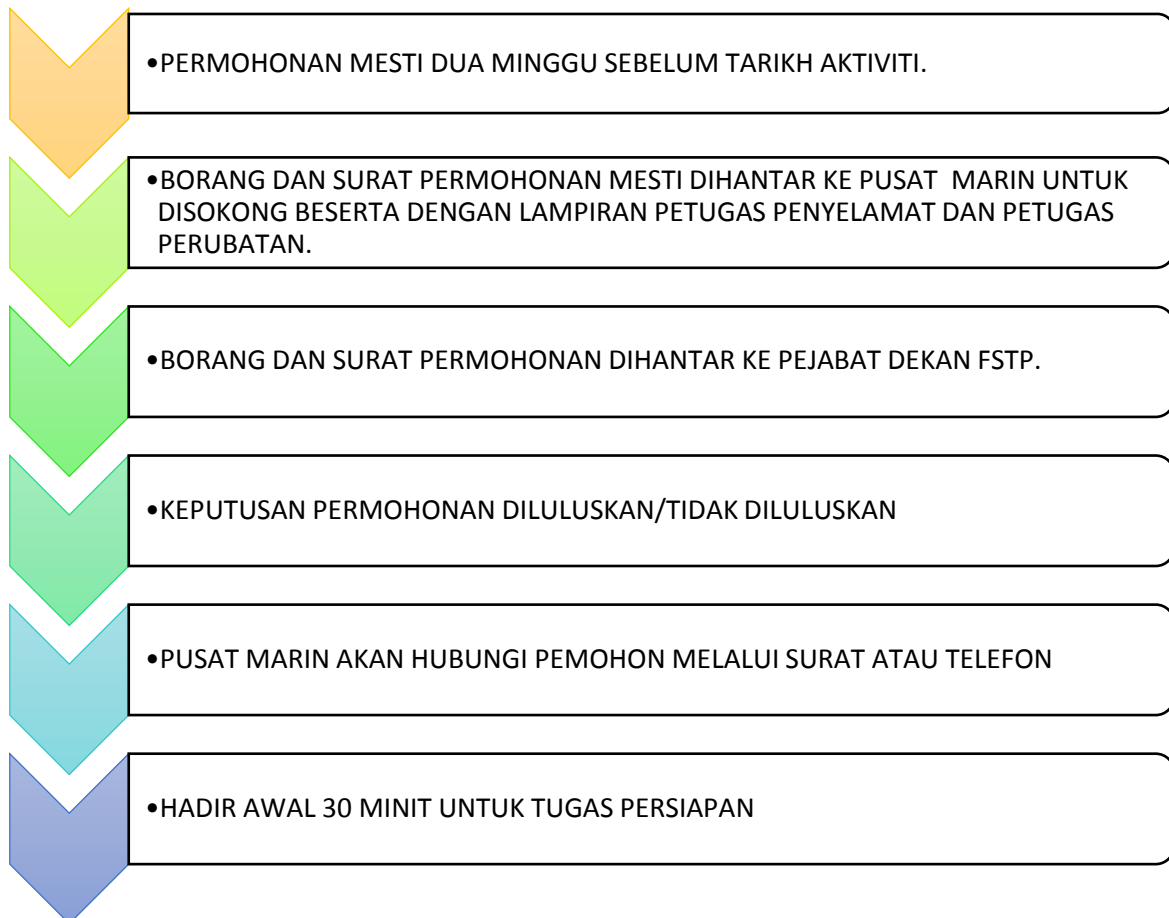 •PERMOHONAN MESTI DUA MINGGU SEBELUM TARIKH AKTIVITI.
•BORANG DAN SURAT PERMOHONAN MESTI DIHANTAR KE PUSAT  MARIN UNTUK
DISOKONG BESERTA DENGAN LAMPIRAN PETUGAS PENYELAMAT DAN PETUGAS
PERUBATAN.
•BORANG DAN SURAT PERMOHONAN DIHANTAR KE PEJABAT DEKAN FSTP.
•KEPUTUSAN PERMOHONAN DILULUSKAN/TIDAK DILULUSKAN
•PUSAT MARIN AKAN HUBUNGI PEMOHON MELALUI SURAT ATAU TELEFON
•HADIR AWAL 30 MINIT UNTUK TUGAS PERSIAPAN